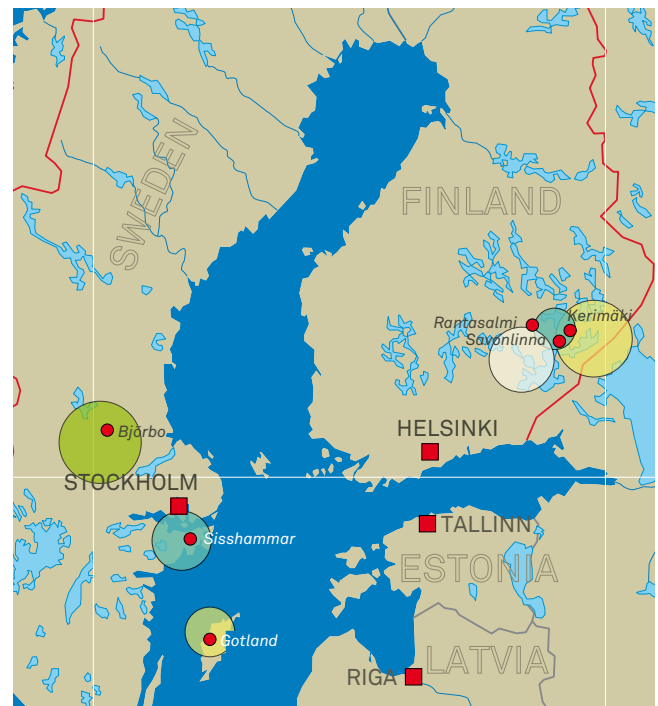 SWEDEN
FINLAND
Kerimäki
Rantasalmi
Savonlinna
Björbo
HELSINKI
STOCKHOLM
TALLINN
Sisshammar
ESTONIA
Gotland
LATVIA
RIGA